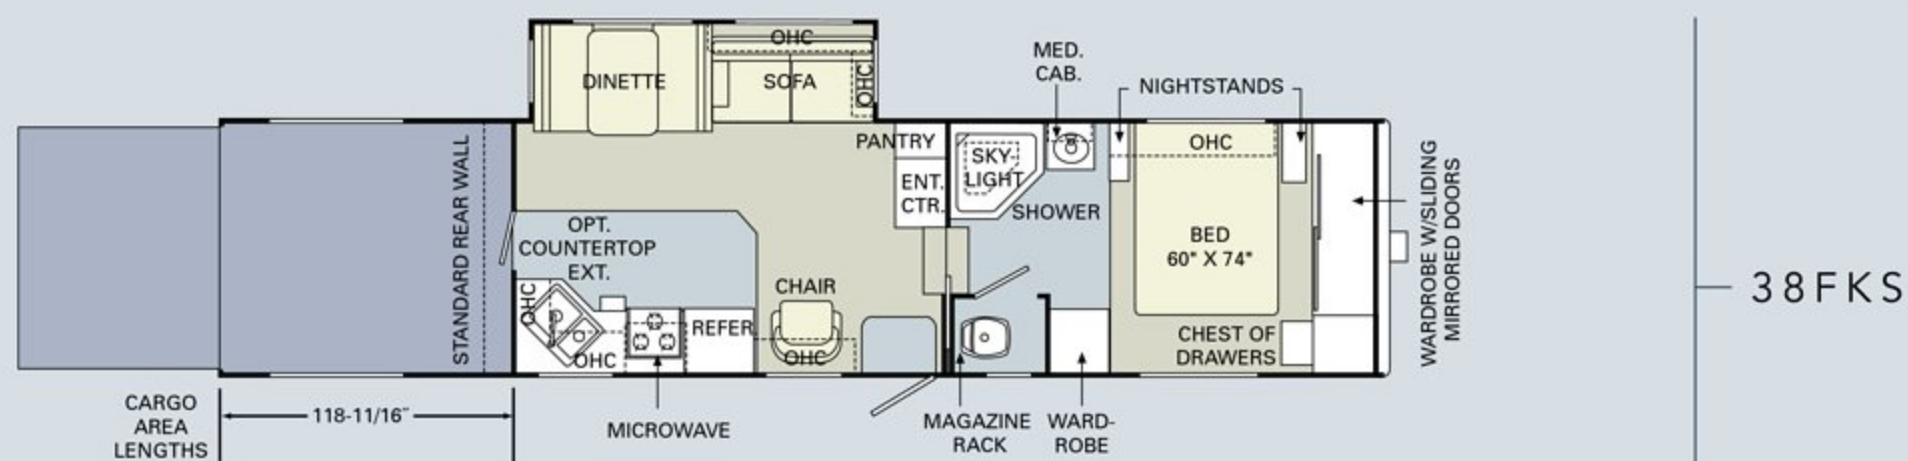 OHC
DINETTE
SOFA
OHC
MED.
CAB.
NIGHTSTANDS
STANDARD REAR WALL
PANTRY
SKY-
LIGHT
OHC
ENT.
CTR.
SHOWER
WARDROBE W/SLIDING
MIRRORED DOORS
OPT.
COUNTERTOP
EXT.
BED
60" X 74"
CHAIR
38FKS
OHC
REFER
OHC
OHC
CHEST OF
DRAWERS
CARGO
AREA
LENGTHS
118-11/16"
MICROWAVE
MAGAZINE
RACK
WARD-
ROBE